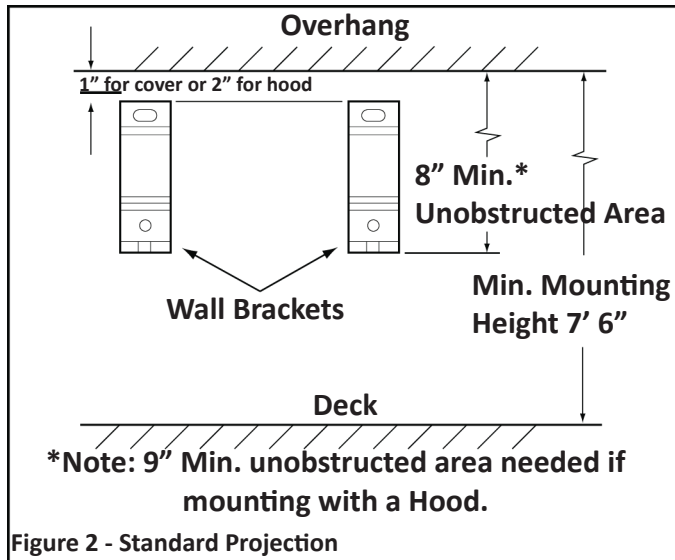 Overhang
1” for cover or 2” for hood
8” Min.*
Unobstructed Area
Wall Brackets
Min. Mounting
Height 7’ 6”
Deck
*Note: 9” Min. unobstructed area needed if
mounting with a Hood.
Figure 2 - Standard Projection